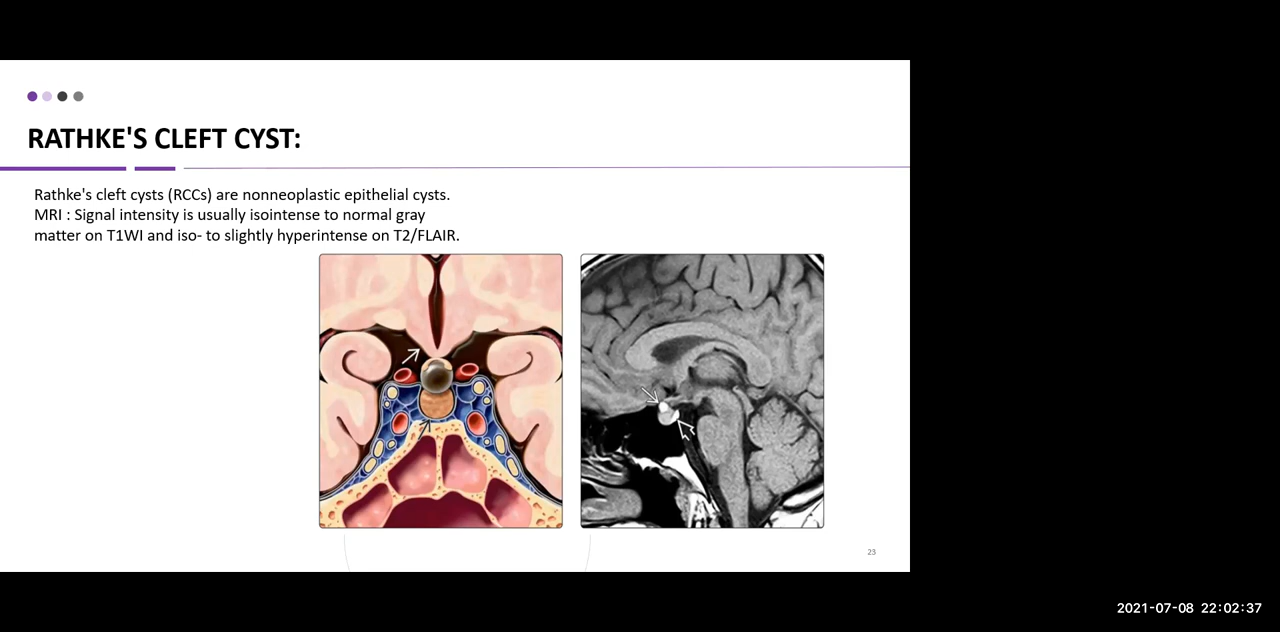 RATHKE'S CLEFT CYST:
Rathke's cleft cysts (RCCs) are nonneoplastic epithelial cysts.
MRI : Signal intensity is usually isointense to normal gray
matter on T1WI and iso- to slightly hyperintense on T2/FLAIR.
23
2021-07-08 22:02:37